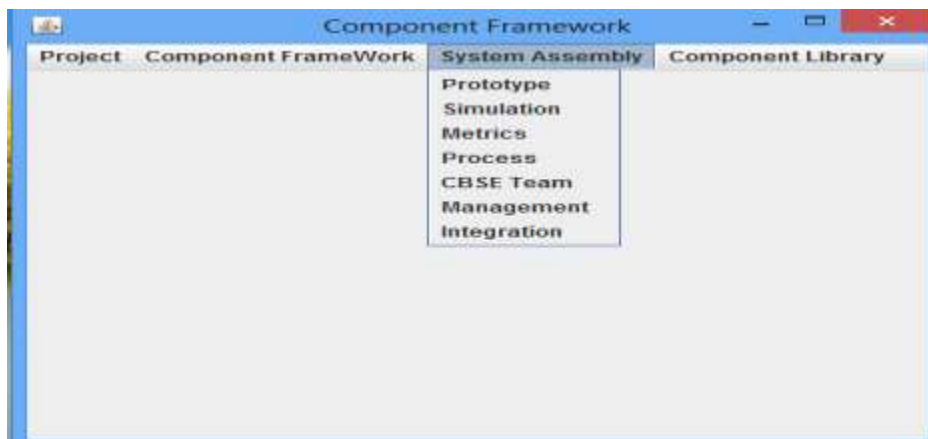 Component Framework
Project Component FrameWork System Assembly Component Library
Prototype
Simulation
Metrics
Process
CBSE Team
Management
Integration